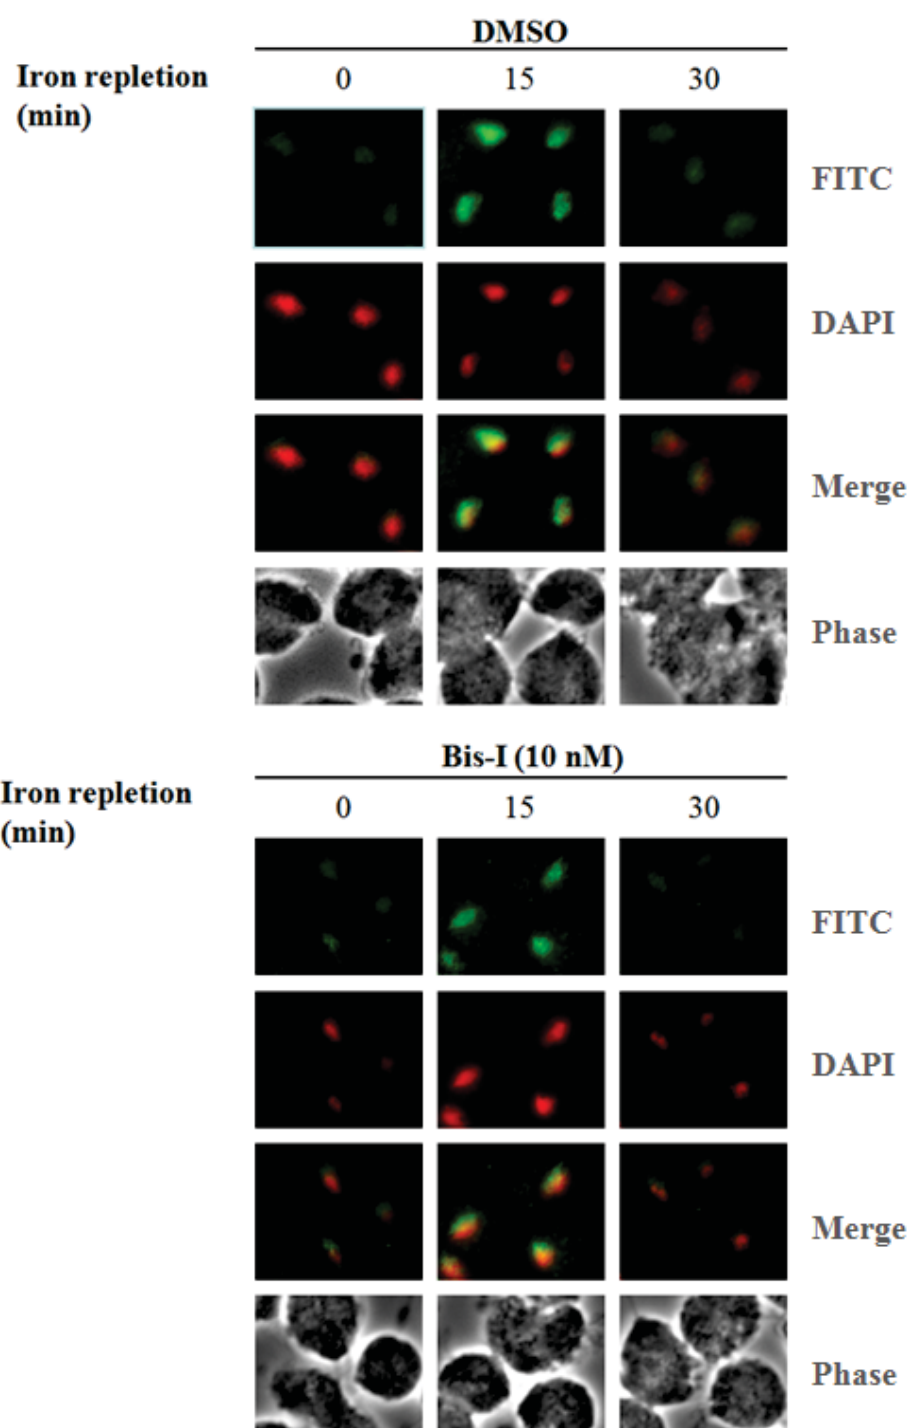 DMSO
Iron repletion
(min)
0 15 30
FITC
DAPI
Merge
Phase
Bis-I (10 nM)
Iron repletion
(min)
0 15 30
FITC
DAPI
Merge
Phase